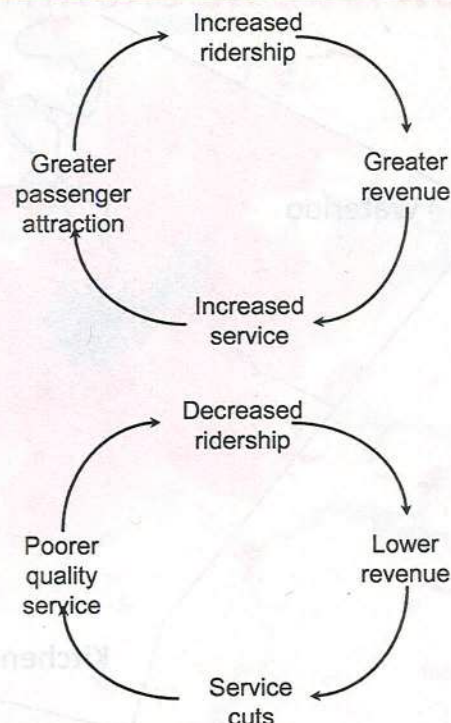 Increased
ridership
Greater
revenue
Increased
service
Greater
passenger
attraction
Decreased
ridership
Lower
revenue
Service
cuts
Poorer
quality
service